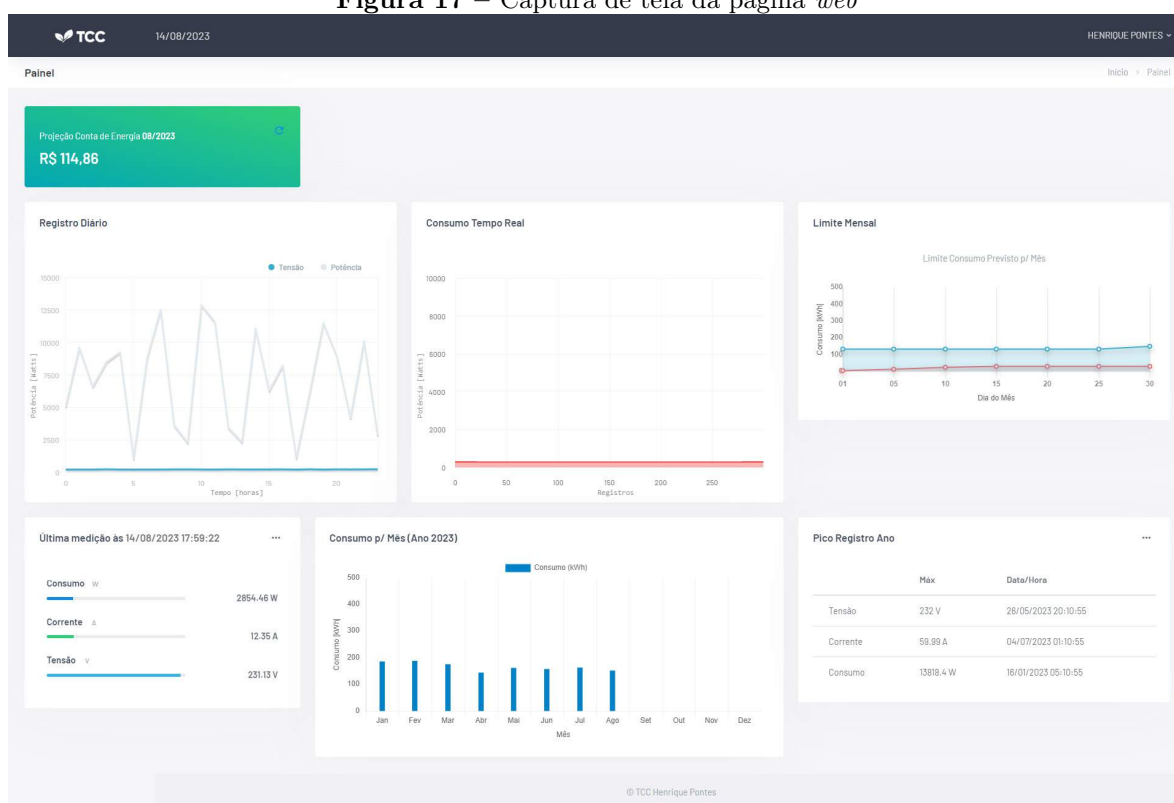 Figura 17 – Captura de tela da página web
TCC 14/08/2023 HENRIQUE PONTES
Painel Início > Painel
Projeção Conta de Energia 08/2023
R$ 114,86
Registro Diário
Tensão Potência
15000
12500
10000
7500
5000
2500
0
Potência [Watts]
0 5 10 15 20
Tempo [horas]
Consumo Tempo Real
10000
8000
6000
4000
2000
0
Potência [Watts]
0 50 100 150 200 250
Registros
Limite Mensal
Limite Consumo Previsto p/ Mês
500
400
300
200
100
Consumo [kWh]
01 05 10 15 20 25 30
Dia do Mês
Última medição às 14/08/2023 17:59:22 ...
Consumo W
2854.46 W
Corrente A
12.35 A
Tensão V
231.13 V
Consumo p/ Mês (Ano 2023)
Consumo (kWh)
500
400
300
200
100
0
Consumo [kWh]
Jan Fev Mar Abr Mai Jun Jul Ago Set Out Nov Dez
Mês
Pico Registro Ano ...
Máx Data/Hora
Tensão 232 V 26/05/2023 20:10:55
Corrente 59.99 A 04/07/2023 01:10:55
Consumo 13818.4 W 16/01/2023 05:10:55
© TCC Henrique Pontes